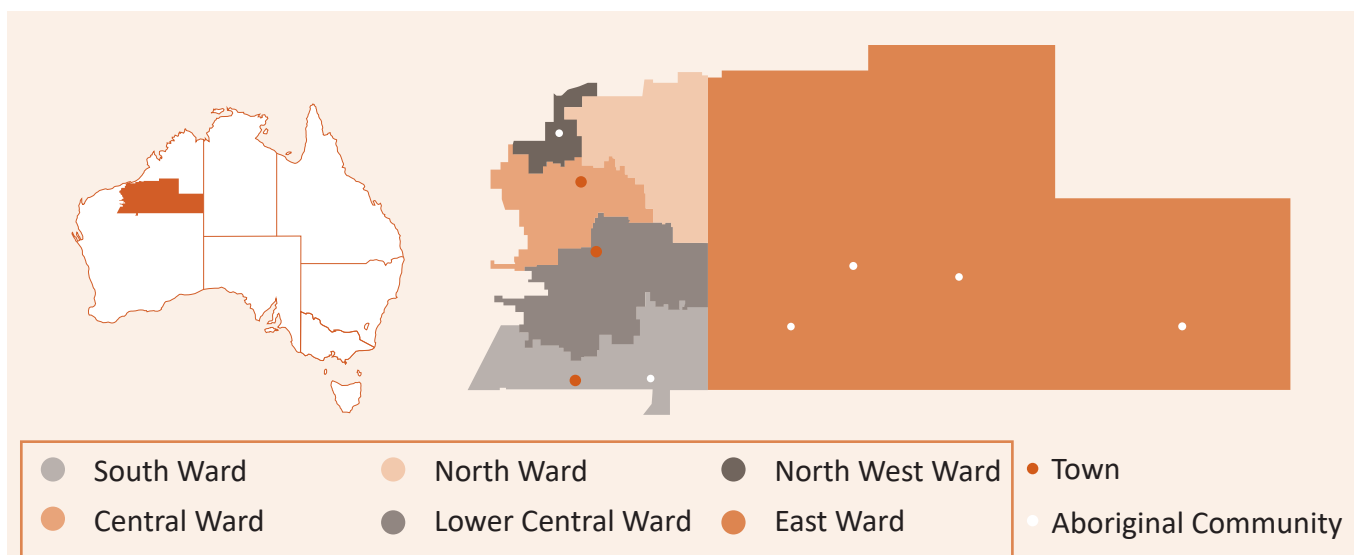 South Ward
North Ward
North West Ward
Town
Central Ward
Lower Central Ward
East Ward
Aboriginal Community